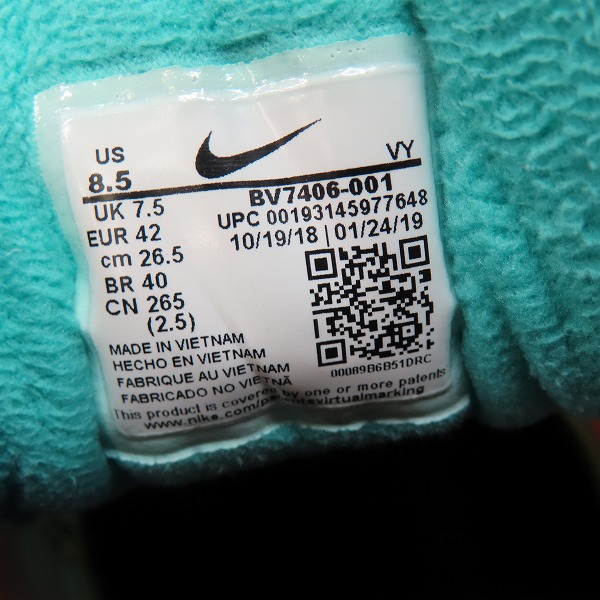 US
8.5
VY
BV7406-001
UK 7.5
UPC 00193145977648
EUR 42
10/19/18 | 01/24/19
cm 26.5
BR 40
CN 265
(2.5)
00089B6B51DRC
MADE IN VIETNAM
HECHO EN VIETNAM
FABRIQUE AU VIETNAM
FABRICADO NO VIETNÃ
This product is covered by one or more patents
www.nike.com/patentsvirtualmarking